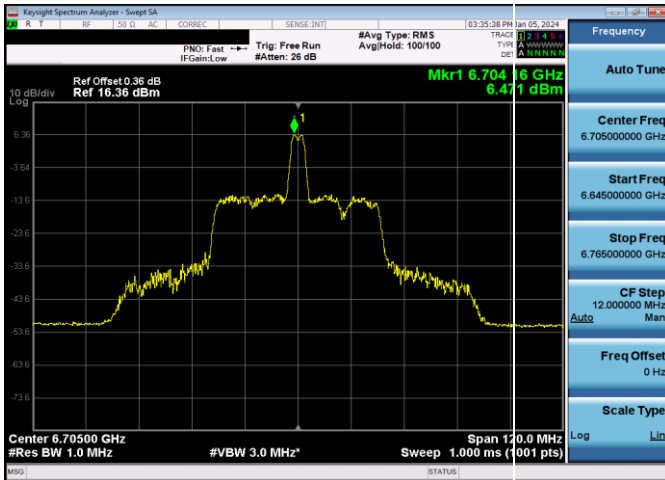 Keysight Spectrum Analyzer - Swept SA
R T RF 50 Ω AC CORREC SENSE:INT 03:35:38 PM Jan 05, 2024
PNO: Fast
IFGain:Low
Trig: Free Run
#Atten: 26 dB
#Avg Type: RMS
Avg|Hold: 100/100
TRACE 1 2 3 4 5 6
TYPE A WWWWW
DET A NNNNN
Mkr1 6.704 16 GHz
6.471 dBm
Ref Offset 0.36 dB
Ref 16.36 dBm
10 dB/div
Log
1
6.36
-3.64
-13.6
-23.6
-33.6
-43.6
-53.6
-63.6
-73.6
Center 6.70500 GHz
#Res BW 1.0 MHz
#VBW 3.0 MHz*
Span 120.0 MHz
Sweep 1.000 ms (1001 pts)
MSG
STATUS
Frequency
Auto Tune
Center Freq
6.705000000 GHz
Start Freq
6.645000000 GHz
Stop Freq
6.765000000 GHz
CF Step
12.000000 MHz
Auto Man
Freq Offset
0 Hz
Scale Type
Log Lin